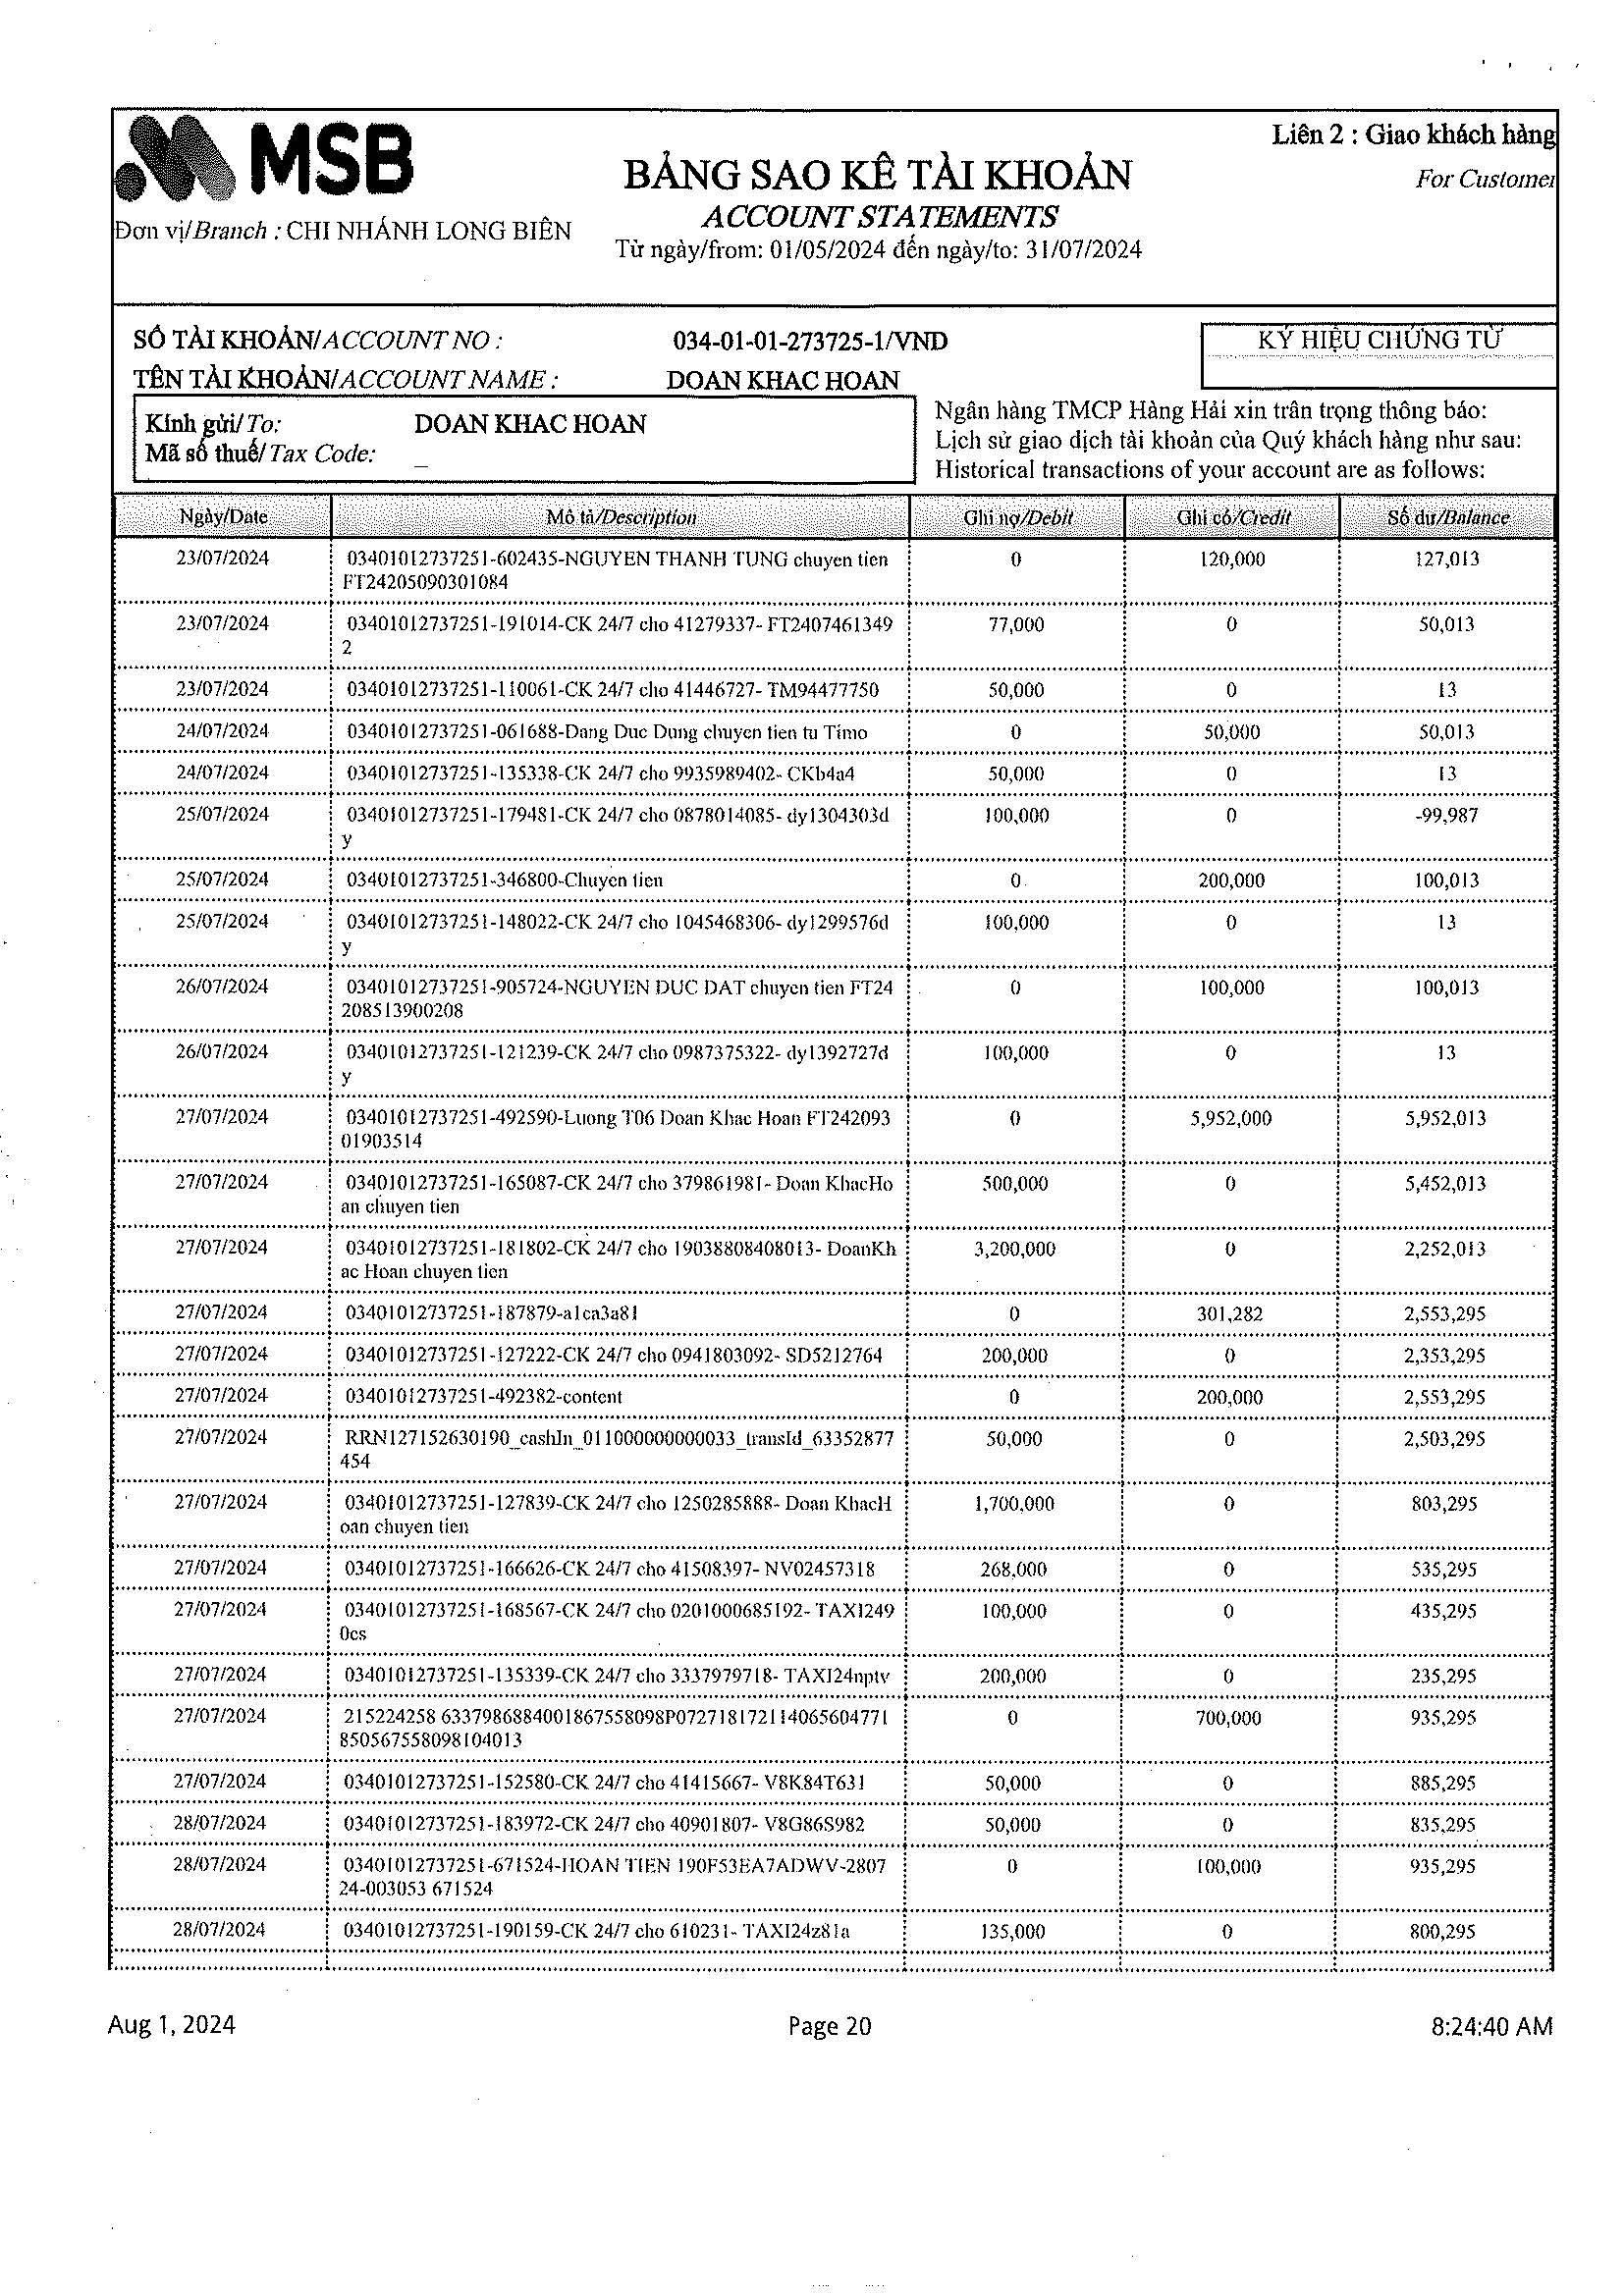 MSB
Liên 2 : Giao khách hàng
BẢNG SAO KÊ TÀI KHOẢN
For Customer
ACCOUNT STATEMENTS
Đơn vị/Branch : CHI NHÁNH LONG BIÊN
Từ ngày/from: 01/05/2024 đến ngày/to: 31/07/2024
SỐ TÀI KHOẢN/ACCOUNT NO : 034-01-01-273725-1/VND
KÝ HIỆU CHỨNG TỪ
TÊN TÀI KHOẢN/ACCOUNT NAME : DOAN KHAC HOAN
Kính gửi/To: DOAN KHAC HOAN
Mã số thuế/Tax Code: _
Ngân hàng TMCP Hàng Hải xin trân trọng thông báo:
Lịch sử giao dịch tài khoản của Quý khách hàng như sau:
Historical transactions of your account are as follows:
Ngày/Date Mô tả/Description Ghi nợ/Debit Ghi có/Credit Số dư/Balance
23/07/2024 03401012737251-602435-NGUYEN THANH TUNG chuyen tien 0 120,000 127,013
FT24205090301084
23/07/2024 03401012737251-191014-CK 24/7 cho 41279337- FT2407461349 77,000 0 50,013
2
23/07/2024 03401012737251-110061-CK 24/7 cho 41446727- TM94477750 50,000 0 13
24/07/2024 03401012737251-061688-Dang Duc Dung chuyen tien tu Timo 0 50,000 50,013
24/07/2024 03401012737251-135338-CK 24/7 cho 9935989402- CKb4a4 50,000 0 13
25/07/2024 03401012737251-179481-CK 24/7 cho 0878014085- dy1304303d 100,000 0 -99,987
y
25/07/2024 03401012737251-346800-Chuyen tien 0 200,000 100,013
25/07/2024 03401012737251-148022-CK 24/7 cho 1045468306- dy1299576d 100,000 0 13
y
26/07/2024 03401012737251-905724-NGUYEN DUC DAT chuyen tien FT24 0 100,000 100,013
208513900208
26/07/2024 03401012737251-121239-CK 24/7 cho 0987375322- dy1392727d 100,000 0 13
y
27/07/2024 03401012737251-492590-Luong T06 Doan Khac Hoan FT242093 0 5,952,000 5,952,013
01903514
27/07/2024 03401012737251-165087-CK 24/7 cho 379861981- Doan KhacHo 500,000 0 5,452,013
an chuyen tien
27/07/2024 03401012737251-181802-CK 24/7 cho 19038808408013- DoanKh 3,200,000 0 2,252,013
ac Hoan chuyen tien
27/07/2024 03401012737251-187879-a1ca3a81 0 301,282 2,553,295
27/07/2024 03401012737251-127222-CK 24/7 cho 0941803092- SD5212764 200,000 0 2,353,295
27/07/2024 03401012737251-492382-content 0 200,000 2,553,295
27/07/2024 RRN127152630190_cashIn_011000000000033_transId_63352877 50,000 0 2,503,295
454
27/07/2024 03401012737251-127839-CK 24/7 cho 1250285888- Doan KhacH 1,700,000 0 803,295
oan chuyen tien
27/07/2024 03401012737251-166626-CK 24/7 cho 41508397- NV02457318 268,000 0 535,295
27/07/2024 03401012737251-168567-CK 24/7 cho 0201000685192- TAXI249 100,000 0 435,295
0cs
27/07/2024 03401012737251-135339-CK 24/7 cho 3337979718- TAXI24nptv 200,000 0 235,295
27/07/2024 215224258 6337986884001867558098P072718172114065604771 0 700,000 935,295
850567558098104013
27/07/2024 03401012737251-152580-CK 24/7 cho 41415667- V8K84T631 50,000 0 885,295
28/07/2024 03401012737251-183972-CK 24/7 cho 40901807- V8G86S982 50,000 0 835,295
28/07/2024 03401012737251-671524-HOAN TIEN 190F53EA7ADWV-2807 0 100,000 935,295
24-003053 671524
28/07/2024 03401012737251-190159-CK 24/7 cho 610231- TAXI24z81a 135,000 0 800,295
Aug 1, 2024 Page 20 8:24:40 AM